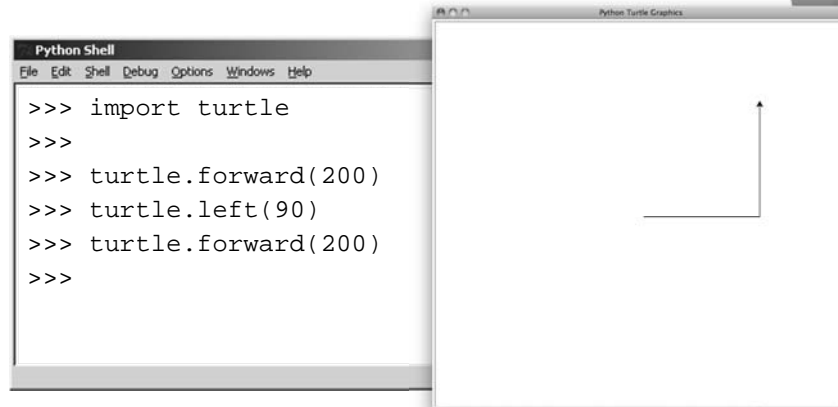 Python Turtle Graphics
Python Shell
File Edit Shell Debug Options Windows Help
>>> import turtle
>>>
>>> turtle.forward(200)
>>> turtle.left(90)
>>> turtle.forward(200)
>>>